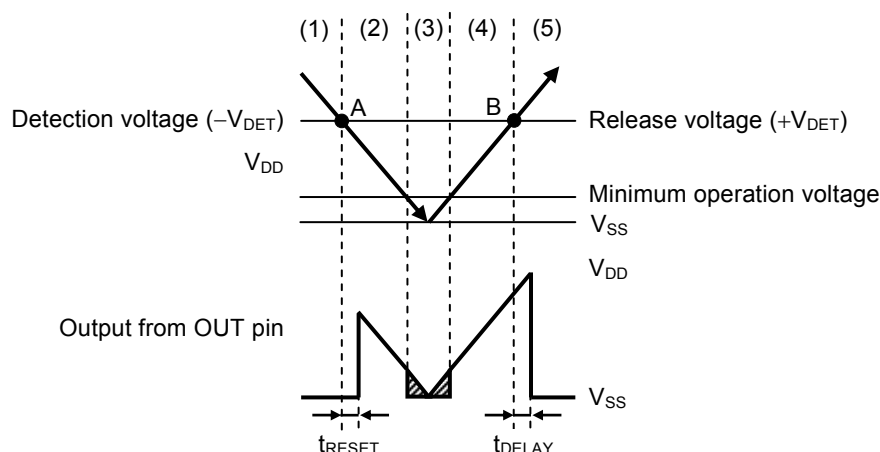 (1) (2) (3) (4) (5)
A
B
Detection voltage (−VDET)
Release voltage (+VDET)
VDD
Minimum operation voltage
VSS
VDD
Output from OUT pin
VSS
tRESET
tDELAY